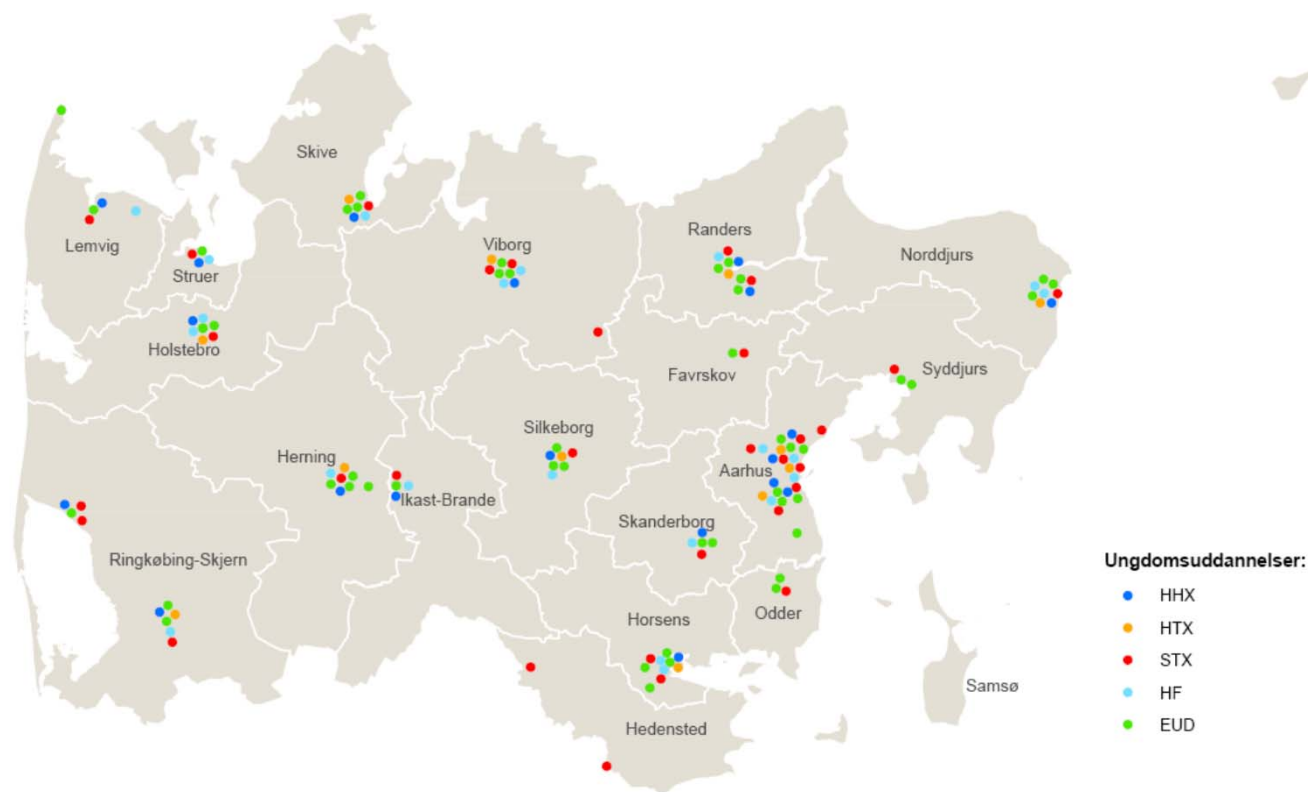 Skive
Lemvig
Struer
Viborg
Randers
Norddjurs
Holstebro
Favrskov
Syddjurs
Silkeborg
Herning
Ikast-Brande
Aarhus
Skanderborg
Ringkøbing-Skjern
Horsens
Odder
Samsø
Hedensted
Ungdomsuddannelser:
HHX
HTX
STX
HF
EUD